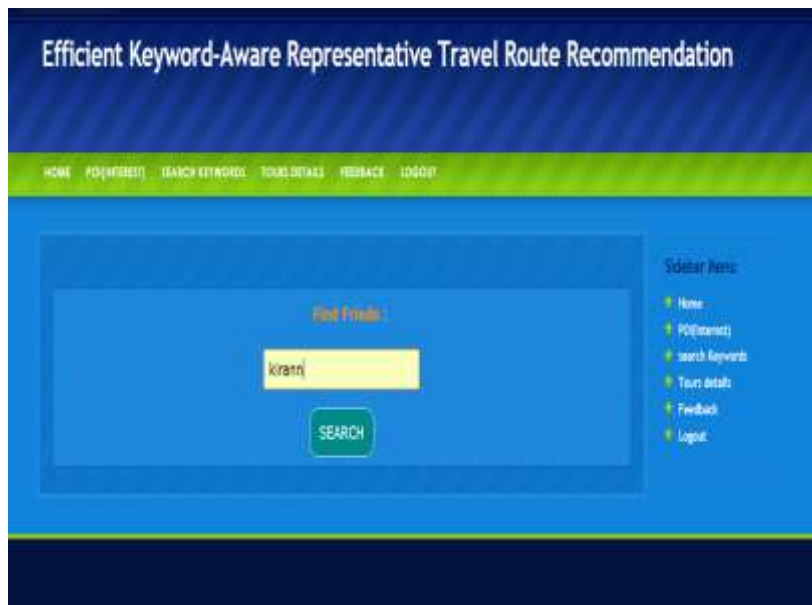 Efficient Keyword-Aware Representative Travel Route Recommendation
HOME POI(INTEREST) SEARCH KEYWORDS TOURS DETAILS FEEDBACK LOGOUT
Find Frieds :
kirann
SEARCH
Sidebar Menu
Home
POI(Interest)
search Keywords
Tours details
Feedback
Logout